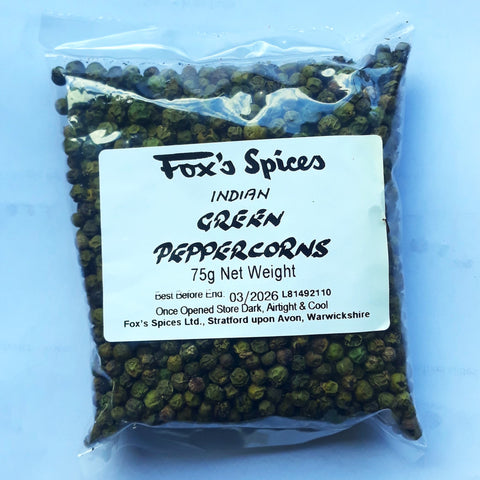 Fox's Spices
INDIAN
GREEN
PEPPERCORNS
75g Net Weight
Best Before End: 03/2026 L81492110
Once Opened Store Dark, Airtight & Cool
Fox's Spices Ltd., Stratford upon Avon, Warwickshire